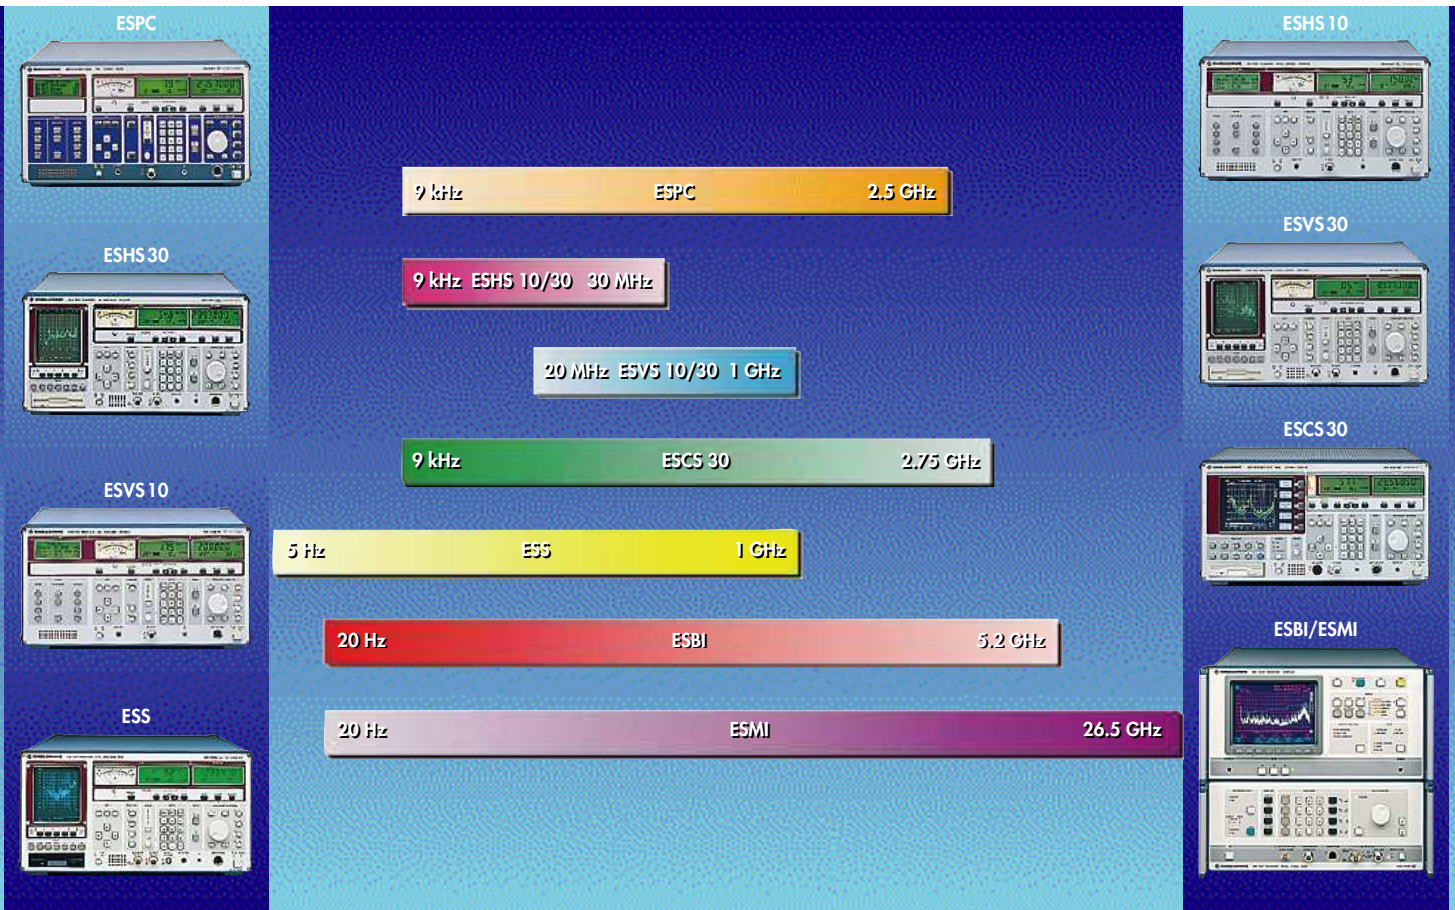 ESPC
ESHS 30
ESVS 10
ESS
9 kHz ESPC 2.5 GHz
9 kHz ESHS 10/30 30 MHz
20 MHz ESVS 10/30 1 GHz
9 kHz ESCS 30 2.75 GHz
5 Hz ESS 1 GHz
20 Hz ESBI 5.2 GHz
20 Hz ESMI 26.5 GHz
ESHS 10
ESVS 30
ESCS 30
ESBI/ESMI